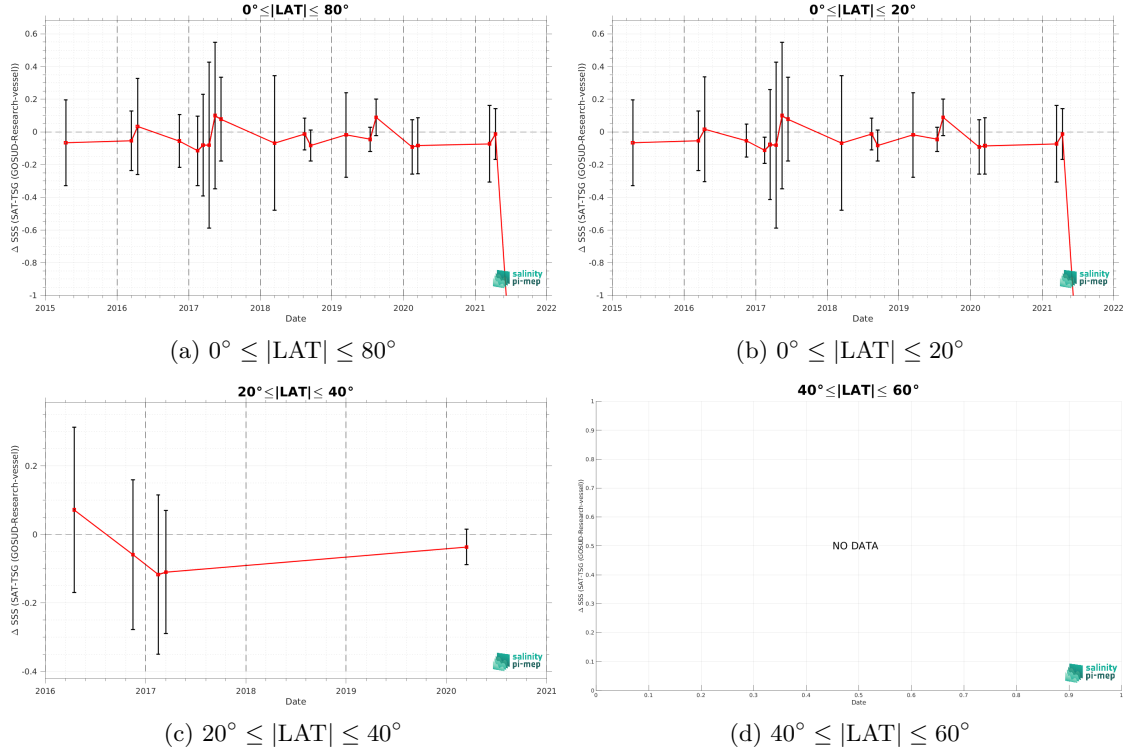 0°≤|LAT|≤ 80°
Δ SSS (SAT-TSG (GOSUD-Research-vessel))
0.6
0.4
0.2
0
-0.2
-0.4
-0.6
-0.8
-1
2015 2016 2017 2018 2019 2020 2021 2022
Date
salinity
pi-mep
(a) 0° ≤ |LAT| ≤ 80°
0°≤|LAT|≤ 20°
Δ SSS (SAT-TSG (GOSUD-Research-vessel))
0.6
0.4
0.2
0
-0.2
-0.4
-0.6
-0.8
-1
2015 2016 2017 2018 2019 2020 2021 2022
Date
salinity
pi-mep
(b) 0° ≤ |LAT| ≤ 20°
20°≤|LAT|≤ 40°
Δ SSS (SAT-TSG (GOSUD-Research-vessel))
0.2
0
-0.2
-0.4
2016 2017 2018 2019 2020 2021
Date
salinity
pi-mep
(c) 20° ≤ |LAT| ≤ 40°
40°≤|LAT|≤ 60°
Δ SSS (SAT-TSG (GOSUD-Research-vessel))
1
0.9
0.8
0.7
0.6
0.5
0.4
0.3
0.2
0.1
0
NO DATA
0 0.1 0.2 0.3 0.4 0.5 0.6 0.7 0.8 0.9 1
Date
salinity
pi-mep
(d) 40° ≤ |LAT| ≤ 60°